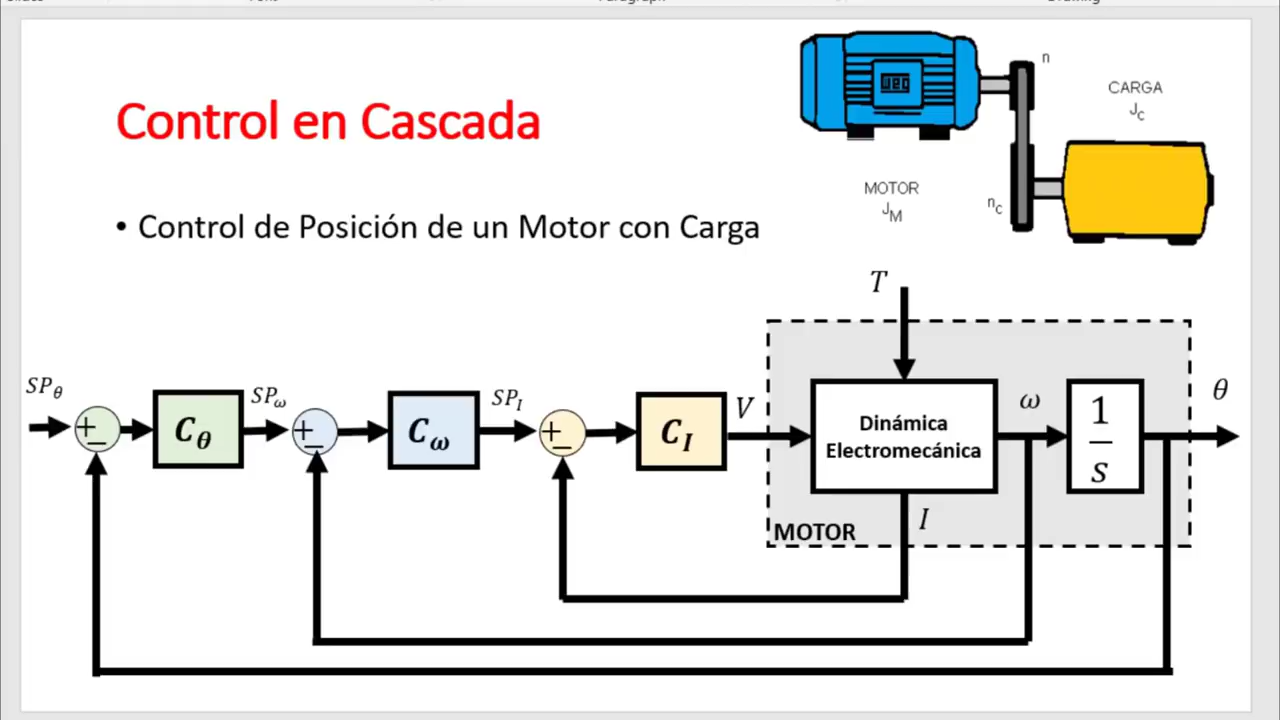 Control en Cascada
• Control de Posición de un Motor con Carga
WEG
n
CARGA
J_C
MOTOR
J_M
n_c
T
SP_θ
+
−
C_θ
SP_ω
+
−
C_ω
SP_I
+
−
C_I
V
Dinámica
Electromecánica
ω
1
s
θ
I
MOTOR